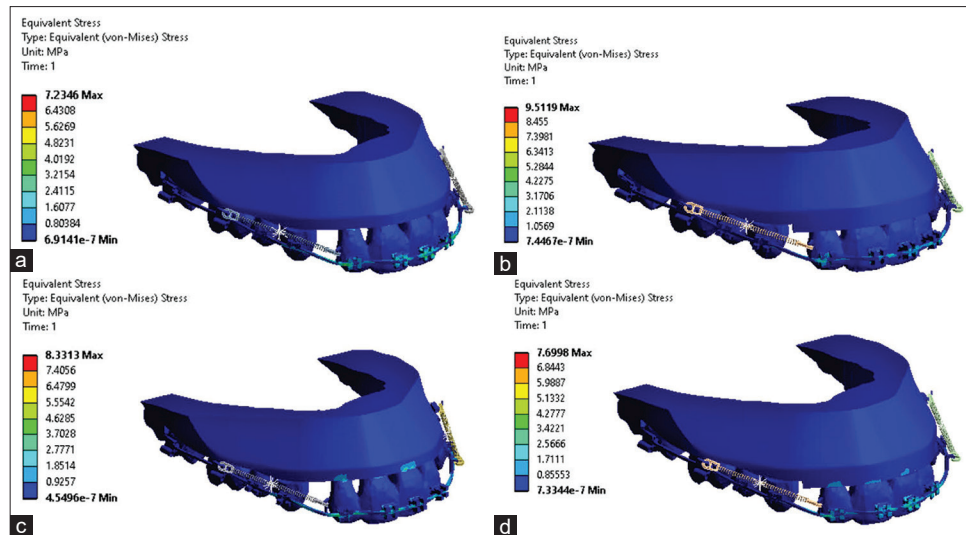 Equivalent Stress
Type: Equivalent (von-Mises) Stress
Unit: MPa
Time: 1
7.2346 Max
6.4308
5.6269
4.8231
4.0192
3.2154
2.4115
1.6077
0.80384
6.9141e-7 Min
a
Equivalent Stress
Type: Equivalent (von-Mises) Stress
Unit: MPa
Time: 1
9.5119 Max
8.455
7.3981
6.3413
5.2844
4.2275
3.1706
2.1138
1.0569
7.4467e-7 Min
b
Equivalent Stress
Type: Equivalent (von-Mises) Stress
Unit: MPa
Time: 1
8.3313 Max
7.4056
6.4799
5.5542
4.6285
3.7028
2.7771
1.8514
0.9257
4.5496e-7 Min
c
Equivalent Stress
Type: Equivalent (von-Mises) Stress
Unit: MPa
Time: 1
7.6998 Max
6.8443
5.9887
5.1332
4.2777
3.4221
2.5666
1.7111
0.85553
7.3344e-7 Min
d